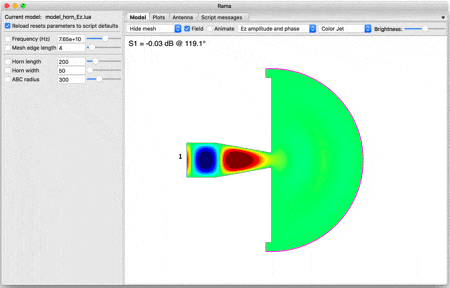 Rama
Current model: model_horn_Ez.lua
Reload resets parameters to script defaults
Frequency (Hz) 7.65e+10
Mesh edge length 4
Horn length 200
Horn width 50
ABC radius 300
Model Plots Antenna Script messages
Hide mesh Field Animate Ez amplitude and phase Color Jet Brightness:
S1 = -0.03 dB @ 119.1°
1